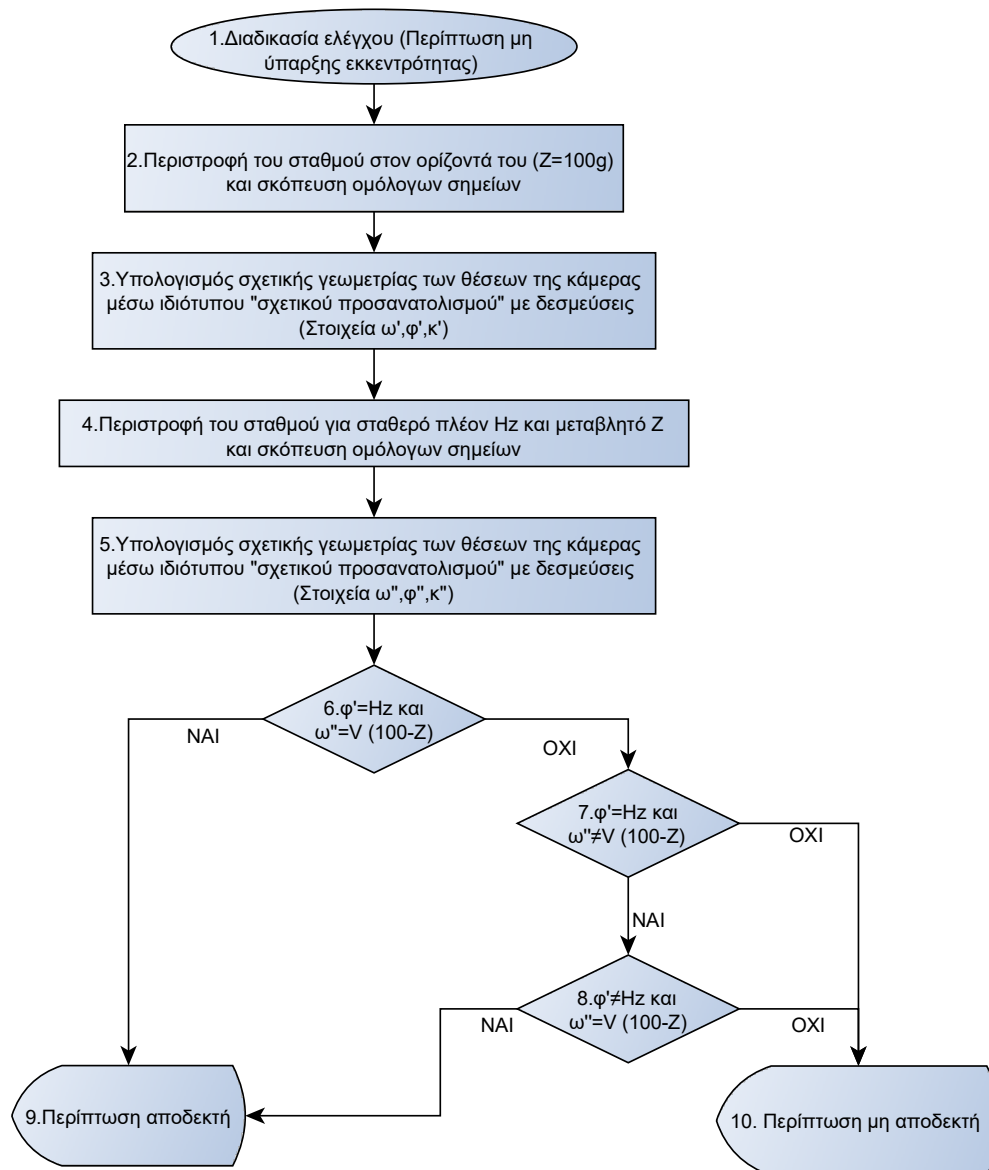 1.Διαδικασία ελέγχου (Περίπτωση μη
ύπαρξης εκκεντρότητας)
2.Περιστροφή του σταθμού στον ορίζοντά του (Z=100g)
και σκόπευση ομόλογων σημείων
3.Υπολογισμός σχετικής γεωμετρίας των θέσεων της κάμερας
μέσω ιδιότυπου "σχετικού προσανατολισμού" με δεσμεύσεις
(Στοιχεία ω',φ',κ')
4.Περιστροφή του σταθμού για σταθερό πλέον Hz και μεταβλητό Z
και σκόπευση ομόλογων σημείων
5.Υπολογισμός σχετικής γεωμετρίας των θέσεων της κάμερας
μέσω ιδιότυπου "σχετικού προσανατολισμού" με δεσμεύσεις
(Στοιχεία ω'',φ'',κ'')
6.φ'=Hz και
ω''=V (100-Z)
ΝΑΙ
ΟΧΙ
7.φ'=Hz και
ω''≠V (100-Z)
ΟΧΙ
ΝΑΙ
8.φ'≠Hz και
ω''=V (100-Z)
ΝΑΙ
ΟΧΙ
9.Περίπτωση αποδεκτή
10. Περίπτωση μη αποδεκτή